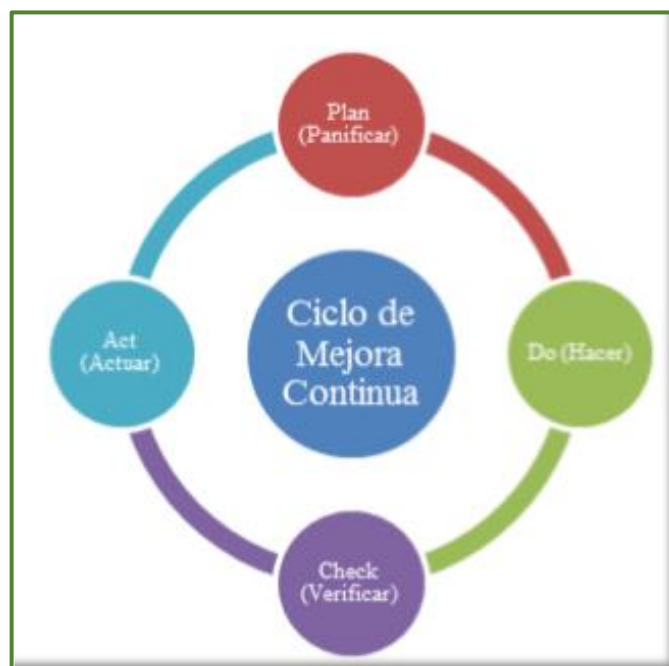 Plan
(Panificar)
Act
(Actuar)
Ciclo de
Mejora
Continua
Do (Hacer)
Check
(Verificar)